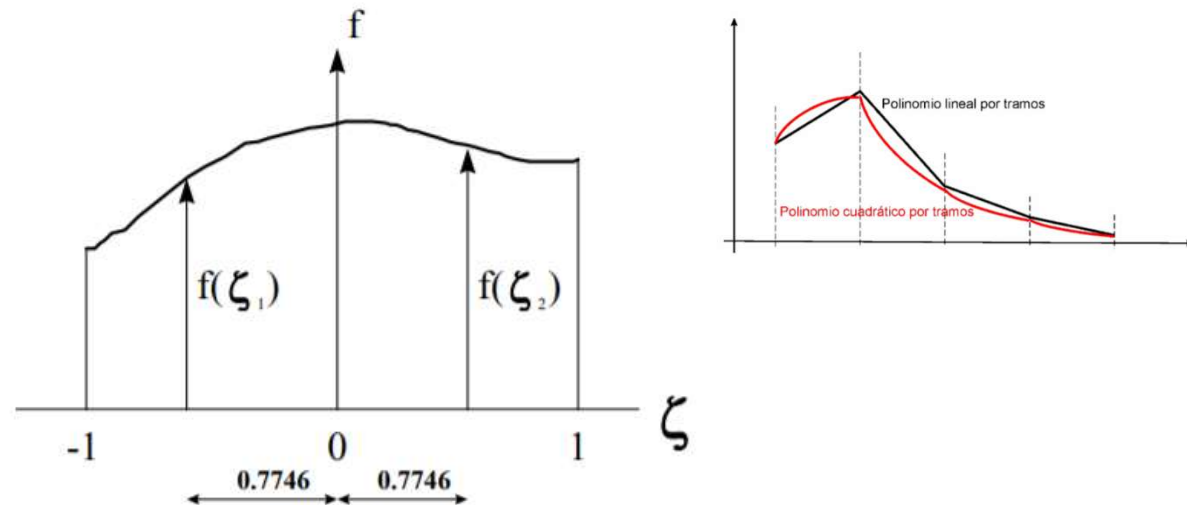 f
f(ζ₁)
f(ζ₂)
-1
0
1
ζ
0.7746
0.7746
Polinomio lineal por tramos
Polinomio cuadrático por tramos